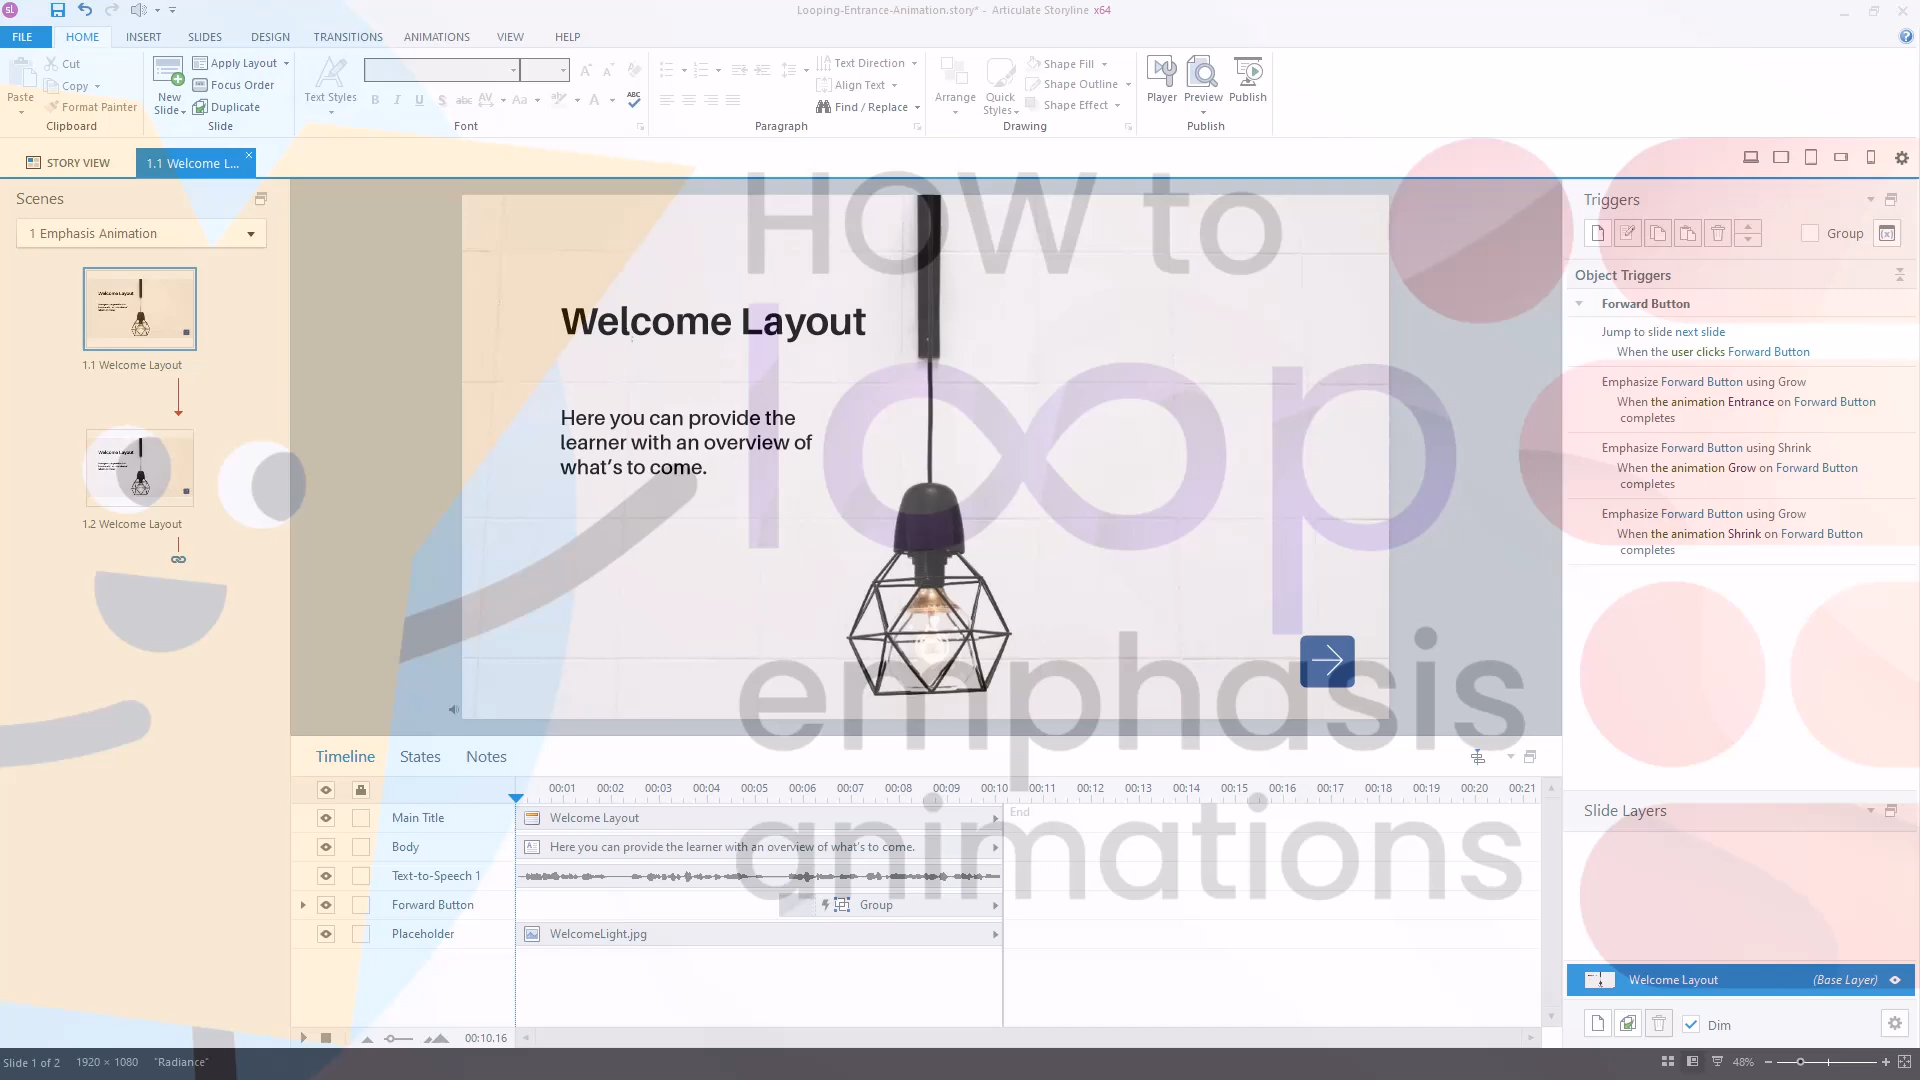 sL
Looping-Entrance-Animation.story* - Articulate Storyline x64
FILE HOME INSERT SLIDES DESIGN TRANSITIONS ANIMATIONS VIEW HELP
Paste
Cut
Copy
Format Painter
Clipboard
New Slide
Apply Layout
Focus Order
Duplicate
Slide
Text Styles
B I U S abc AV Aa A ABC
Font
Text Direction
Align Text
Find / Replace
Paragraph
Arrange
Quick Styles
Shape Fill
Shape Outline
Shape Effect
Drawing
Player
Preview
Publish
Publish
STORY VIEW
1.1 Welcome L...
Scenes
1 Emphasis Animation
1.1 Welcome Layout
1.2 Welcome Layout
HOW to
loop
emphasis
animations
Welcome Layout
Here you can provide the
learner with an overview of
what's to come.
Triggers
Group
Object Triggers
Forward Button
Jump to slide next slide
When the user clicks Forward Button
Emphasize Forward Button using Grow
When the animation Entrance on Forward Button
completes
Emphasize Forward Button using Shrink
When the animation Grow on Forward Button
completes
Emphasize Forward Button using Grow
When the animation Shrink on Forward Button
completes
Timeline States Notes
00:01 00:02 00:03 00:04 00:05 00:06 00:07 00:08 00:09 00:10 00:11 00:12 00:13 00:14 00:15 00:16 00:17 00:18 00:19 00:20 00:21
Main Title Welcome Layout End
Body Here you can provide the learner with an overview of what's to come.
Text-to-Speech 1
Forward Button Group
Placeholder WelcomeLight.jpg
00:10.16
Slide Layers
Welcome Layout (Base Layer)
Dim
Slide 1 of 2 1920 × 1080 "Radiance" 48%